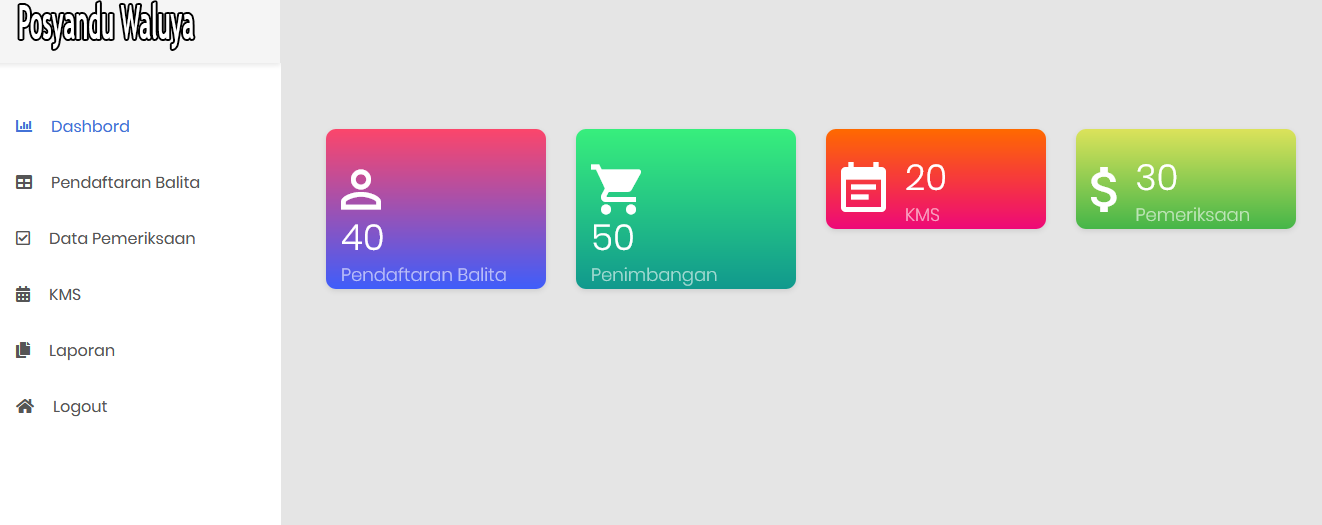 Posyandu Waluya
Dashbord
Pendaftaran Balita
Data Pemeriksaan
KMS
Laporan
Logout
40
Pendaftaran Balita
50
Penimbangan
20
KMS
30
Pemeriksaan